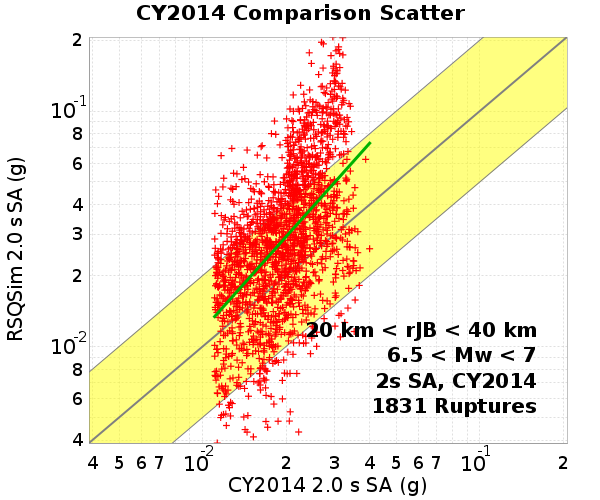 CY2014 Comparison Scatter
RSQSim 2.0 s SA (g)
2
10-1
8
6
4
3
2
10-2
8
6
4
20 km < rJB < 40 km
6.5 < Mw < 7
2s SA, CY2014
1831 Ruptures
4 5 6 7 10-2 2 3 4 5 6 7 10-1 2
CY2014 2.0 s SA (g)